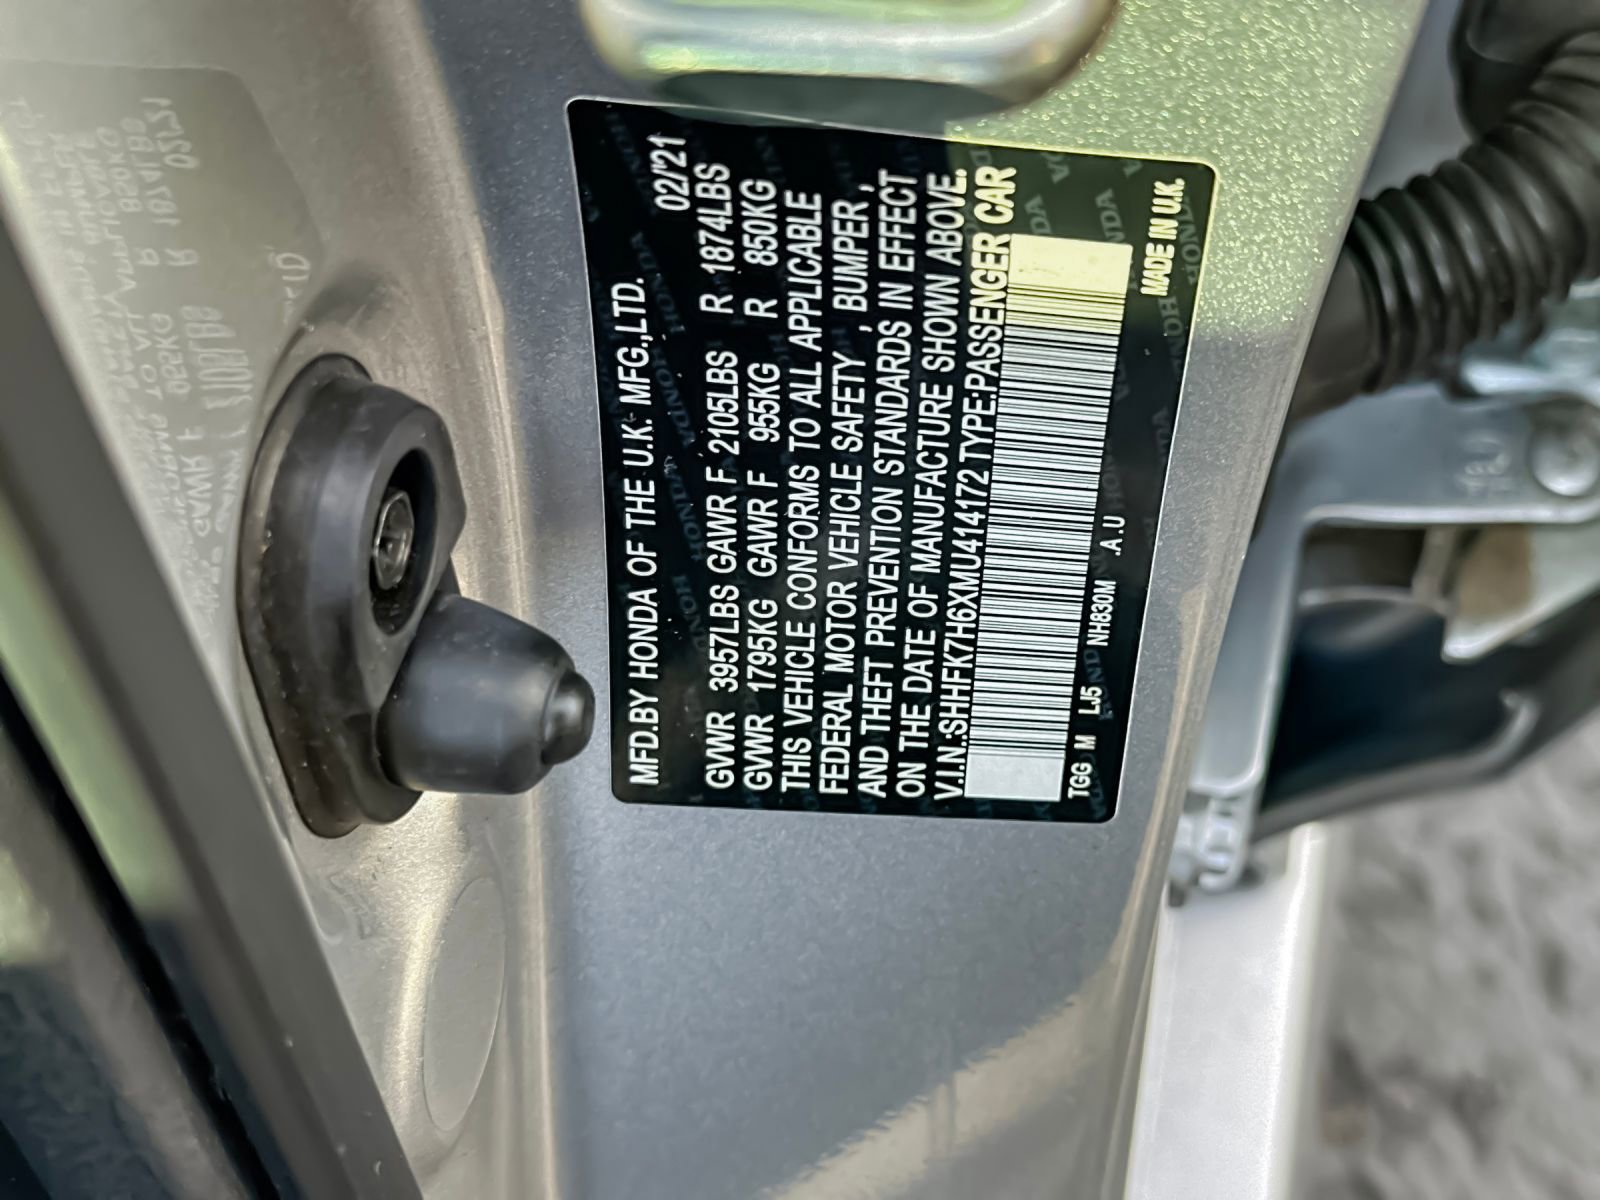 MFD.BY HONDA OF THE U.K. MFG.,LTD. 02/'21
GVWR 3957LBS GAWR F 2105LBS R 1874LBS
GVWR 1795KG GAWR F 955KG R 850KG
THIS VEHICLE CONFORMS TO ALL APPLICABLE
FEDERAL MOTOR VEHICLE SAFETY , BUMPER ,
AND THEFT PREVENTION STANDARDS IN EFFECT
ON THE DATE OF MANUFACTURE SHOWN ABOVE.
V.I.N.:SHHFK7H6XMU414172 TYPE:PASSENGER CAR
TGG M LJ5 NH830M .A.U MADE IN U.K.